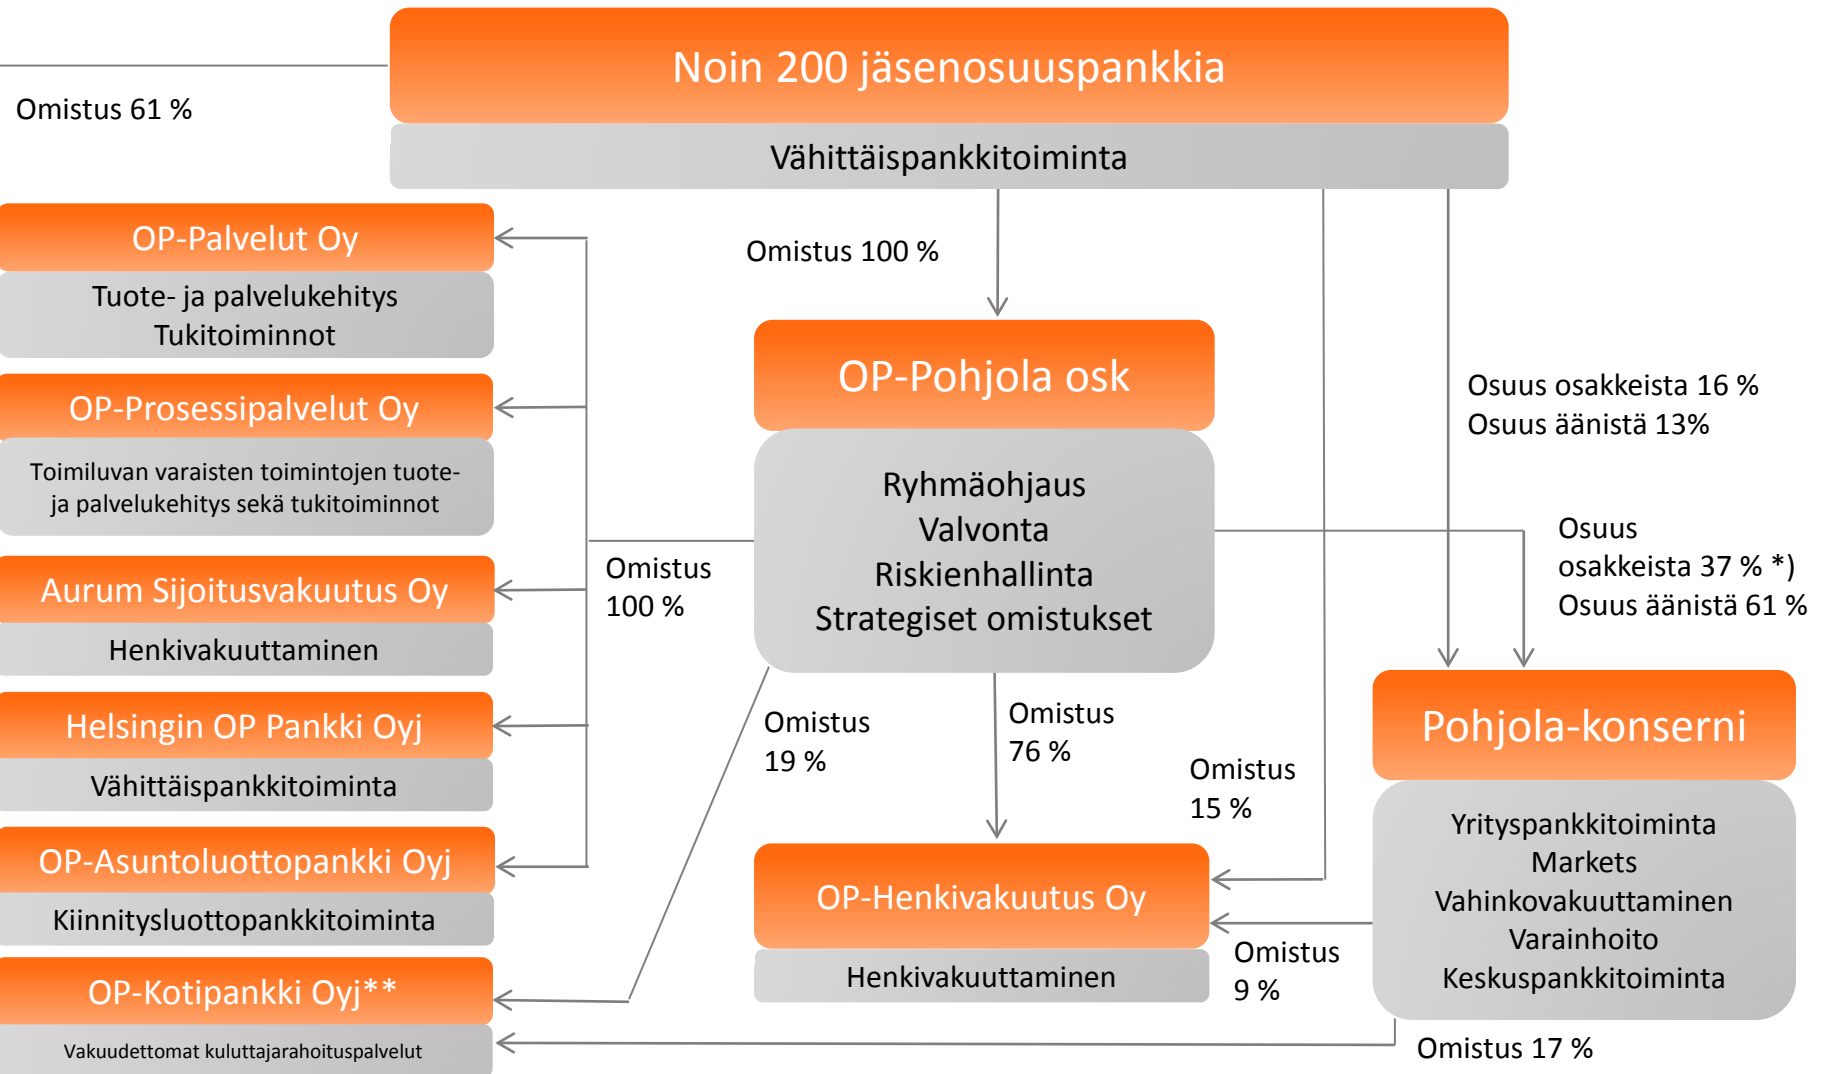 Noin 200 jäsenosuuspankkia
Omistus 61 %
Vähittäispankkitoiminta
OP-Palvelut Oy
Tuote- ja palvelukehitys
Tukitoiminnot
OP-Prosessipalvelut Oy
Toimiluvan varaisten toimintojen tuote-
ja palvelukehitys sekä tukitoiminnot
Aurum Sijoitusvakuutus Oy
Henkivakuuttaminen
Helsingin OP Pankki Oyj
Vähittäispankkitoiminta
OP-Asuntoluottopankki Oyj
Kiinnitysluottopankkitoiminta
OP-Kotipankki Oyj**
Vakuudettomat kuluttajarahoituspalvelut
Omistus
100 %
Omistus 100 %
OP-Pohjola osk
Ryhmäohjaus
Valvonta
Riskienhallinta
Strategiset omistukset
Omistus
19 %
Omistus
76 %
Omistus
15 %
OP-Henkivakuutus Oy
Henkivakuuttaminen
Omistus
9 %
Osuus osakkeista 16 %
Osuus äänistä 13%
Osuus
osakkeista 37 % *)
Osuus äänistä 61 %
Pohjola-konserni
Yrityspankkitoiminta
Markets
Vahinkovakuuttaminen
Varainhoito
Keskuspankkitoiminta
Omistus 17 %